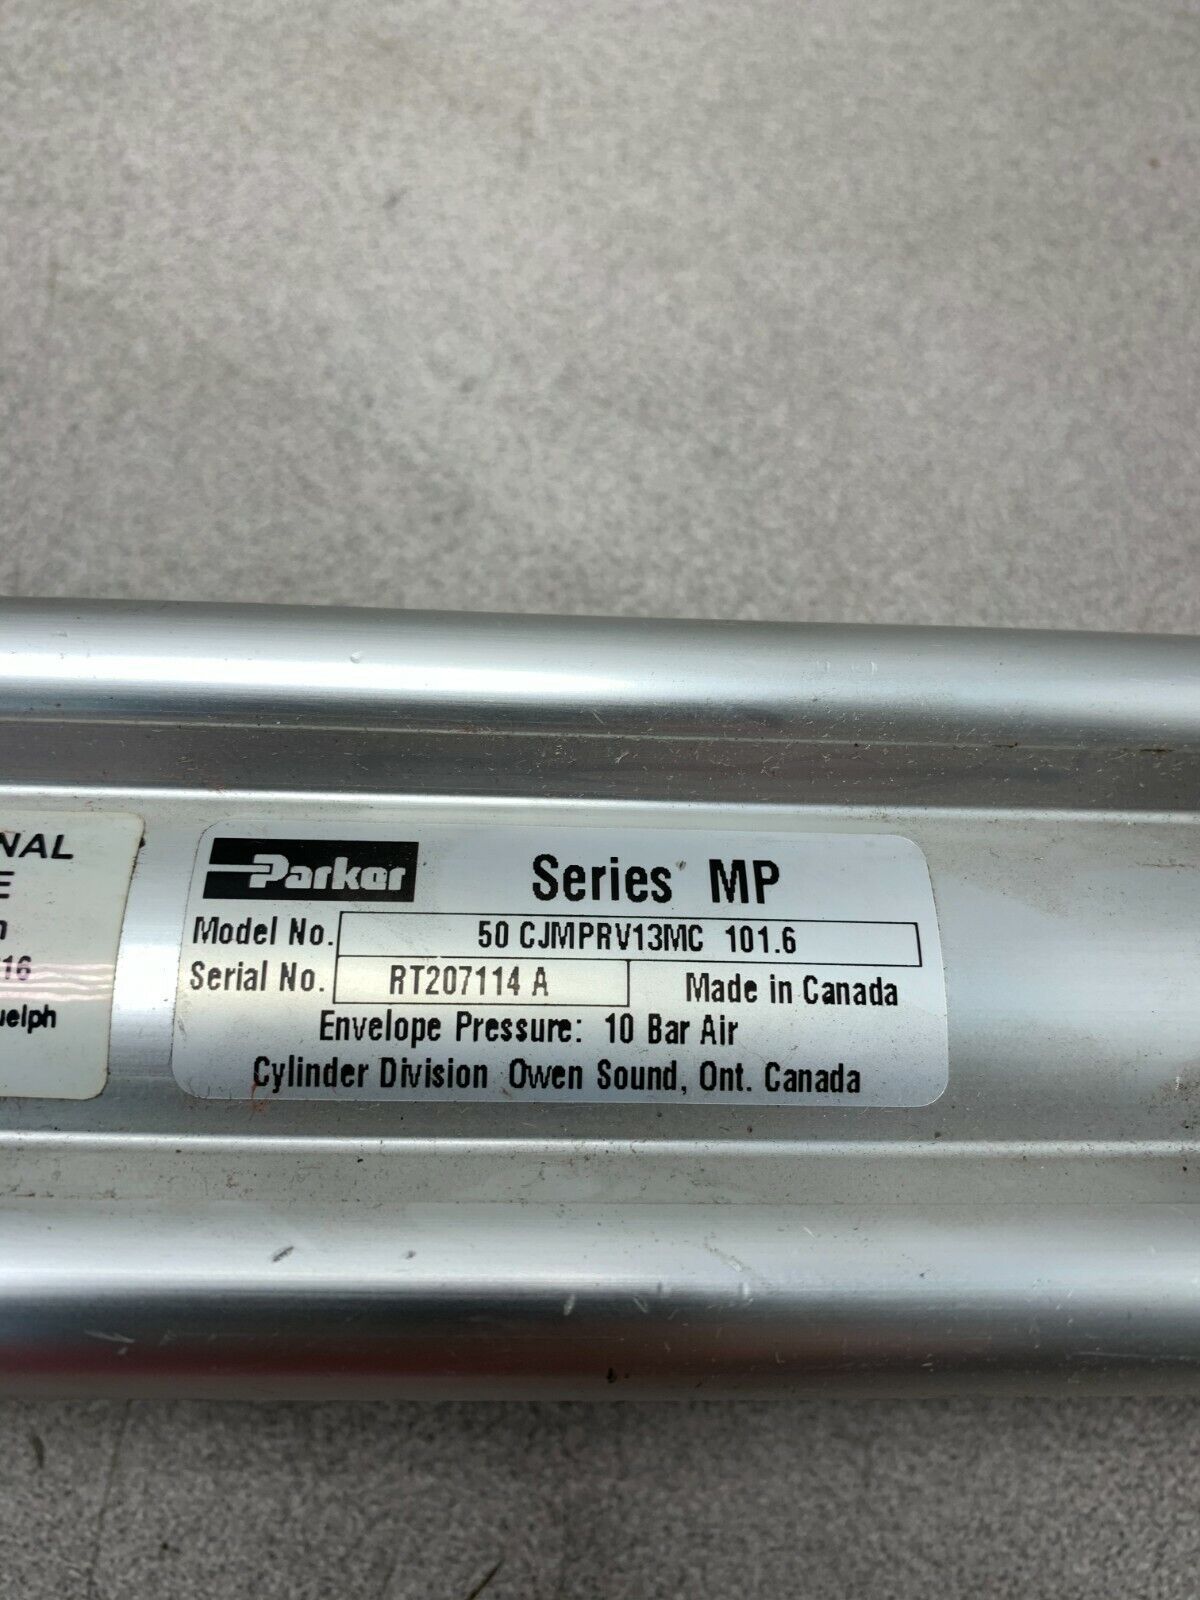 NAL
E
16
uelph
Parker
Series MP
Model No. 50 CJMPRV13MC 101.6
Serial No. RT207114 A Made in Canada
Envelope Pressure: 10 Bar Air
Cylinder Division Owen Sound, Ont. Canada